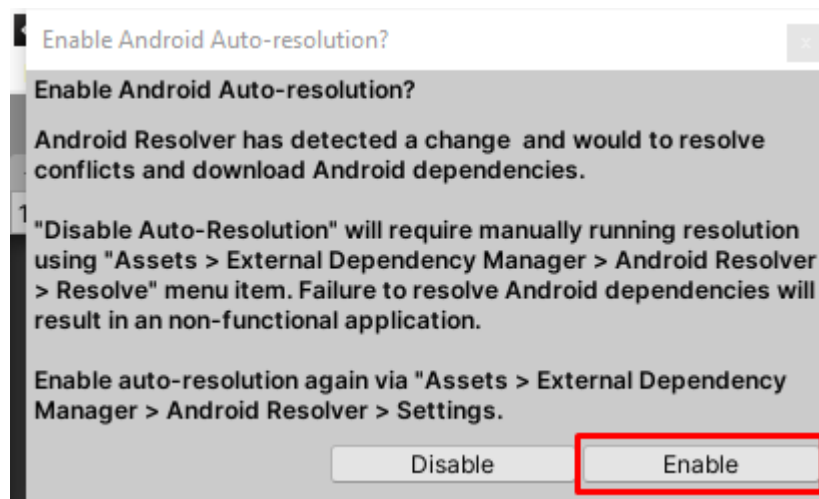 Enable Android Auto-resolution?
x
Enable Android Auto-resolution?
Android Resolver has detected a change  and would to resolve
conflicts and download Android dependencies.
"Disable Auto-Resolution" will require manually running resolution
using "Assets > External Dependency Manager > Android Resolver
> Resolve" menu item. Failure to resolve Android dependencies will
result in an non-functional application.
Enable auto-resolution again via "Assets > External Dependency
Manager > Android Resolver > Settings.
Disable
Enable